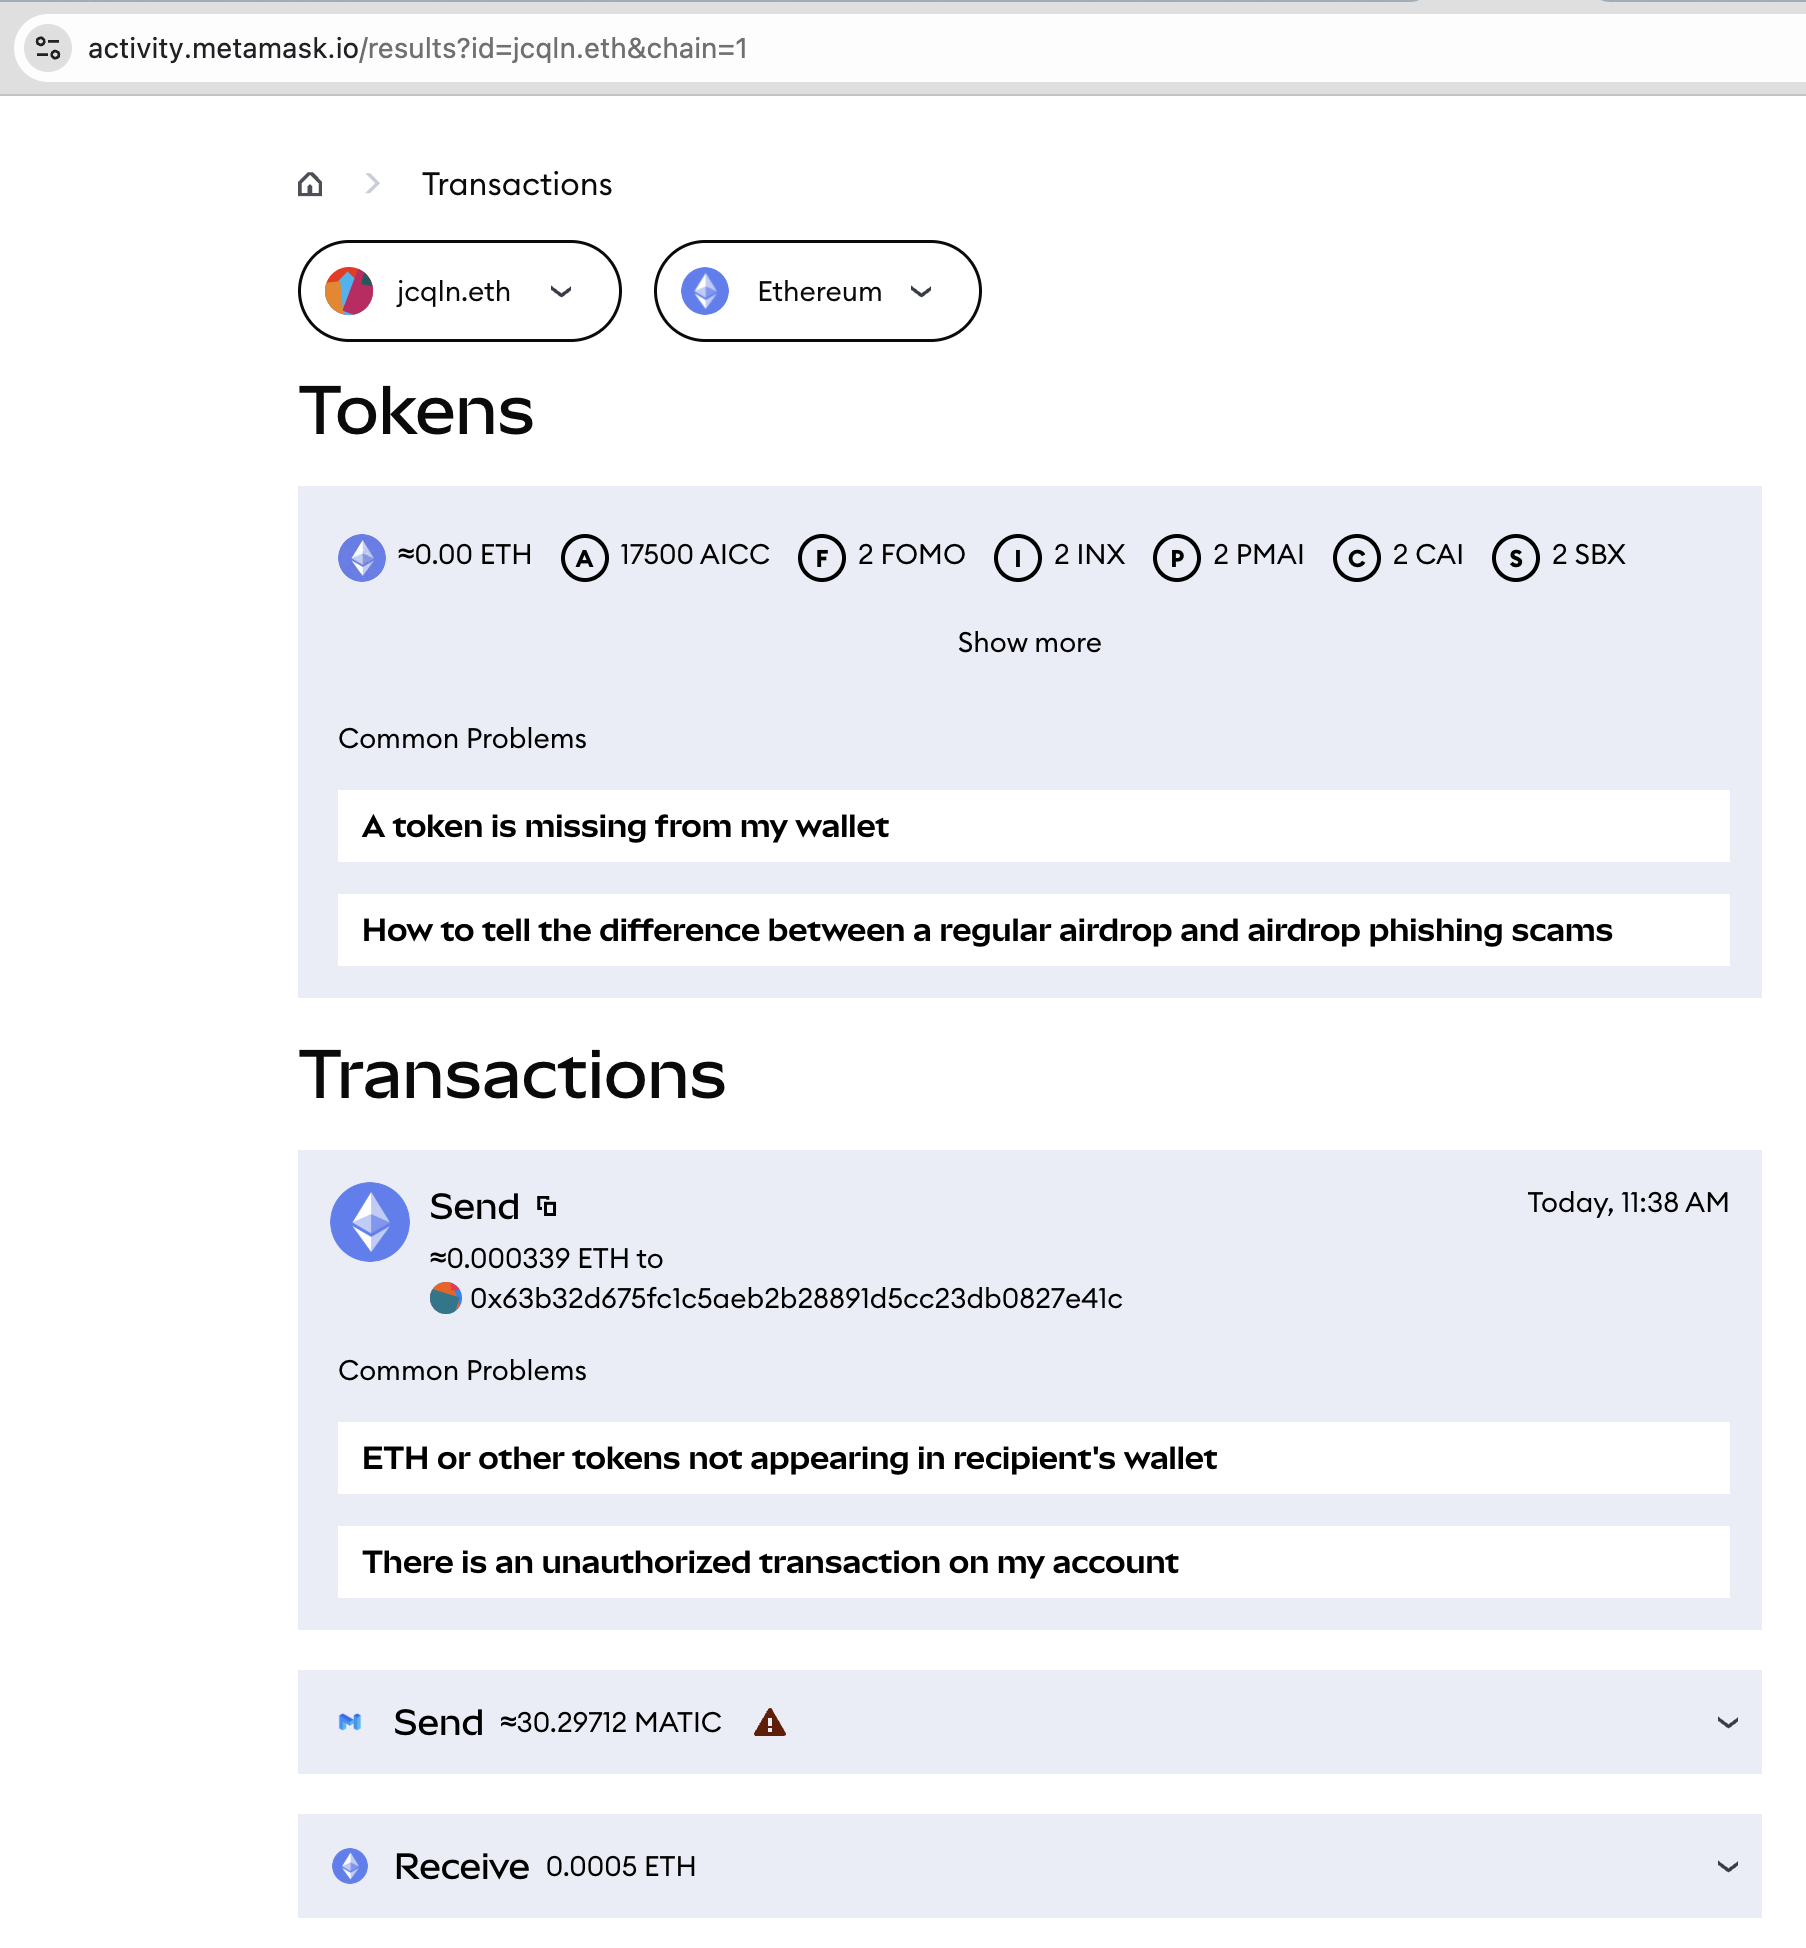 activity.metamask.io/results?id=jcqln.eth&chain=1
Transactions
jcqln.eth
Ethereum
Tokens
≈0.00 ETH A 17500 AICC F 2 FOMO I 2 INX P 2 PMAI C 2 CAI S 2 SBX
Show more
Common Problems
A token is missing from my wallet
How to tell the difference between a regular airdrop and airdrop phishing scams
Transactions
Send Today, 11:38 AM
≈0.000339 ETH to
0x63b32d675fc1c5aeb2b28891d5cc23db0827e41c
Common Problems
ETH or other tokens not appearing in recipient's wallet
There is an unauthorized transaction on my account
Send ≈30.29712 MATIC
Receive 0.0005 ETH